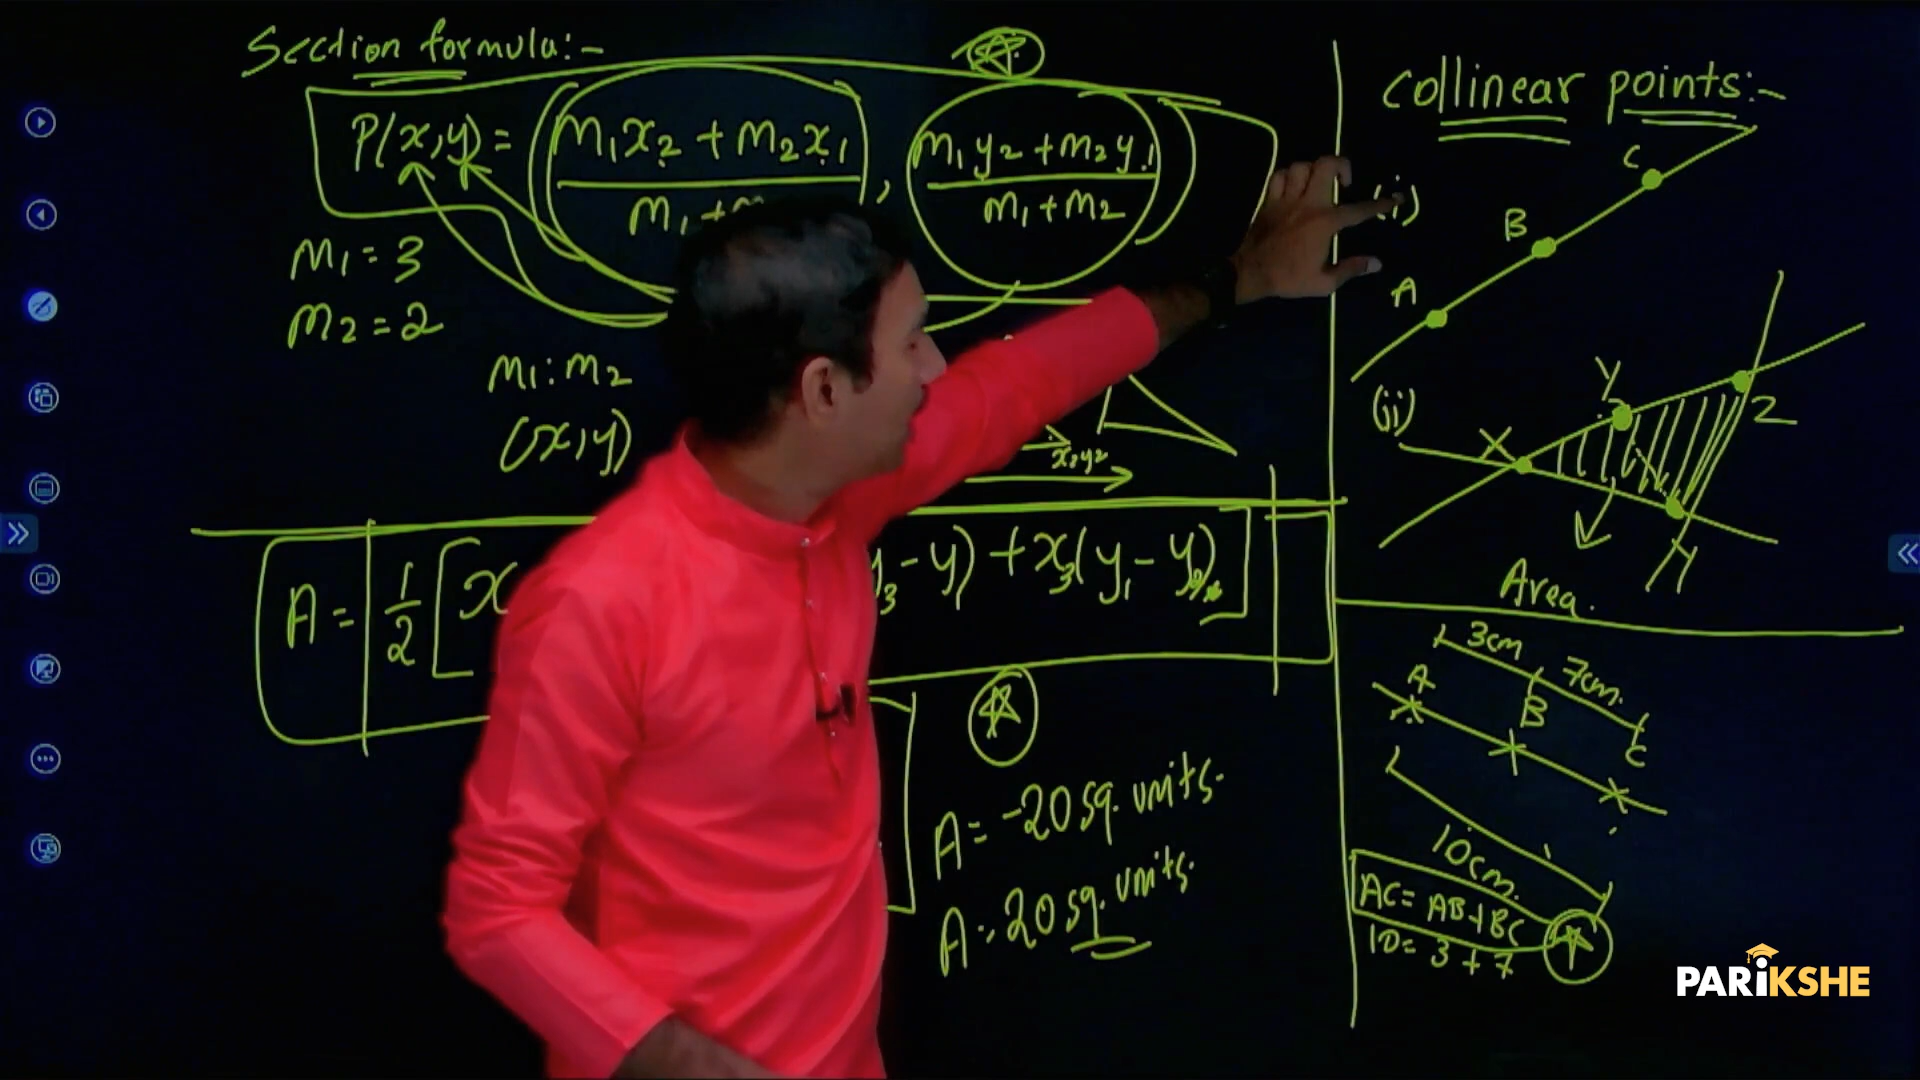 Section formula:-
P(x,y) = (m₁x₂ + m₂x₁ / m₁ + m , m₁y₂ + m₂y₁ / m₁ + m₂)
m₁ = 3
m₂ = 2
m₁ : m₂
(x,y)
x₂y₂
A = | 1/2 [x y₃ - y) + x₃(y₁ - y₂)] |
A = -20 sq. units.
A = 20 sq. units.
Collinear points:-
(i)
A
B
C
(ii)
X
Y
Z
Area.
3cm
7cm.
A
B
C
10cm.
AC = AB + BC
10 = 3 + 7
PARiKSHE